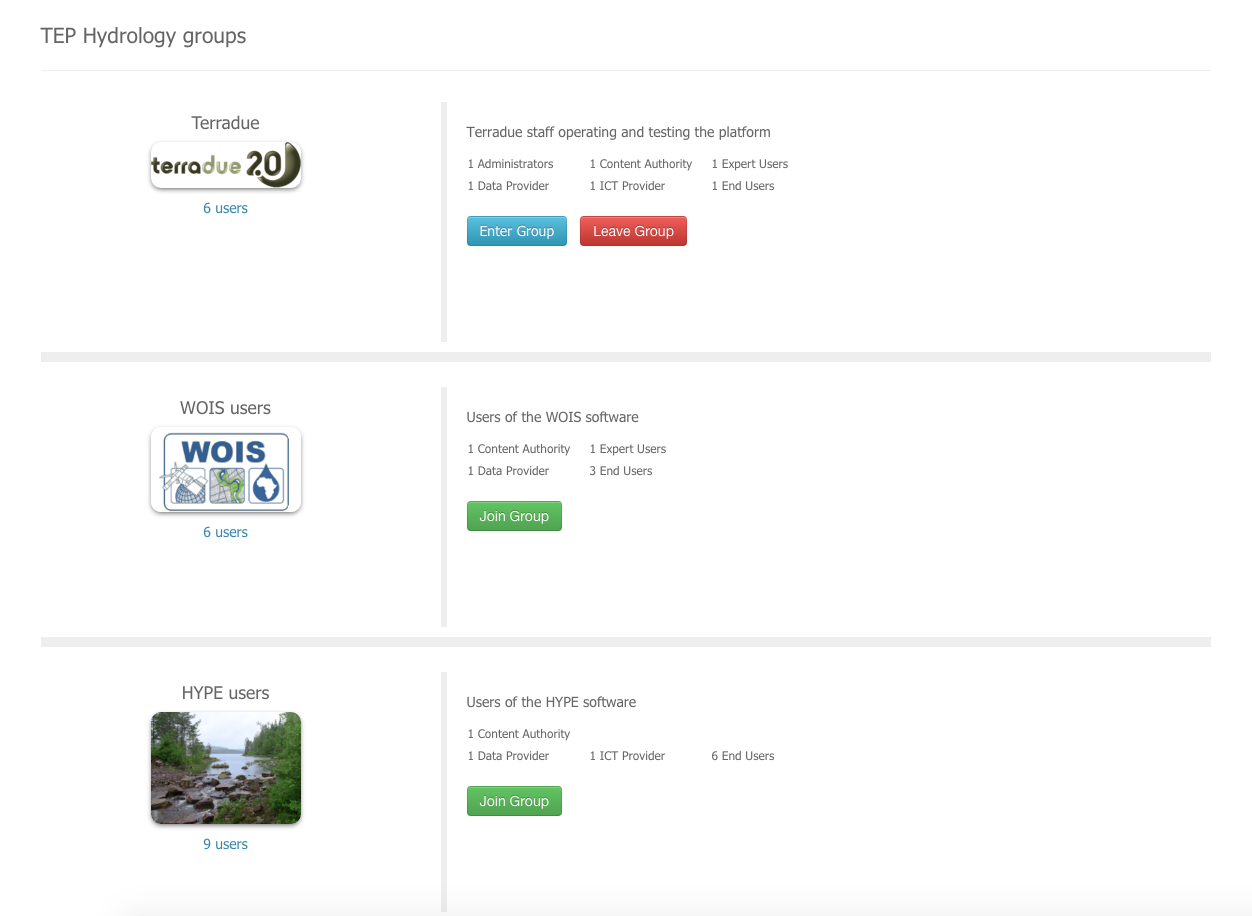 TEP Hydrology groups
Terradue
terradue 2.0
6 users
Terradue staff operating and testing the platform
1 Administrators 1 Content Authority 1 Expert Users
1 Data Provider 1 ICT Provider 1 End Users
Enter Group Leave Group
WOIS users
WOIS
6 users
Users of the WOIS software
1 Content Authority 1 Expert Users
1 Data Provider 3 End Users
Join Group
HYPE users
9 users
Users of the HYPE software
1 Content Authority
1 Data Provider 1 ICT Provider 6 End Users
Join Group